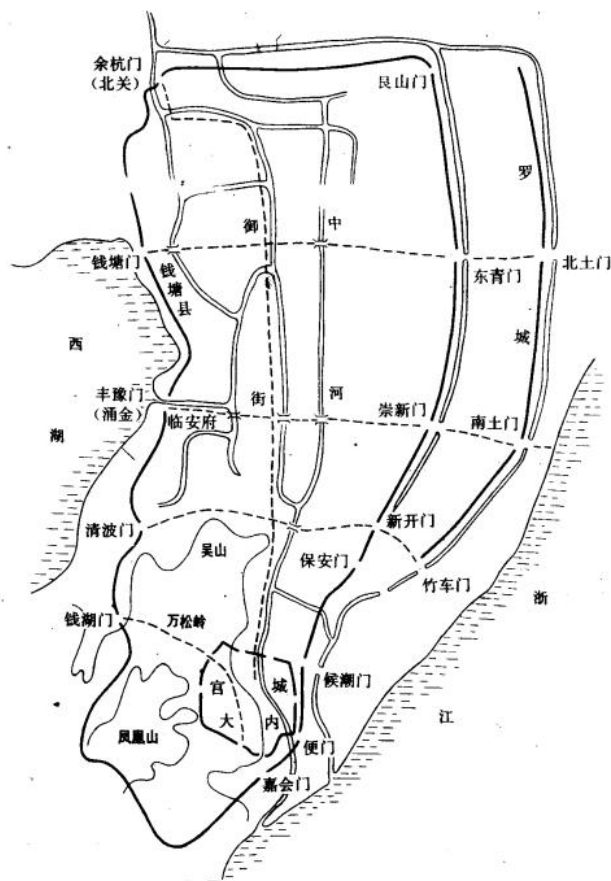 余杭门
(北关)
艮山门
罗
御
中
钱塘门
钱塘县
东青门
北土门
西
城
丰豫门
(涌金)
街
河
崇新门
临安府
南土门
湖
清波门
吴山
新开门
保安门
竹车门
浙
钱湖门
万松岭
宫
城
候潮门
大
内
江
凤凰山
便门
嘉会门